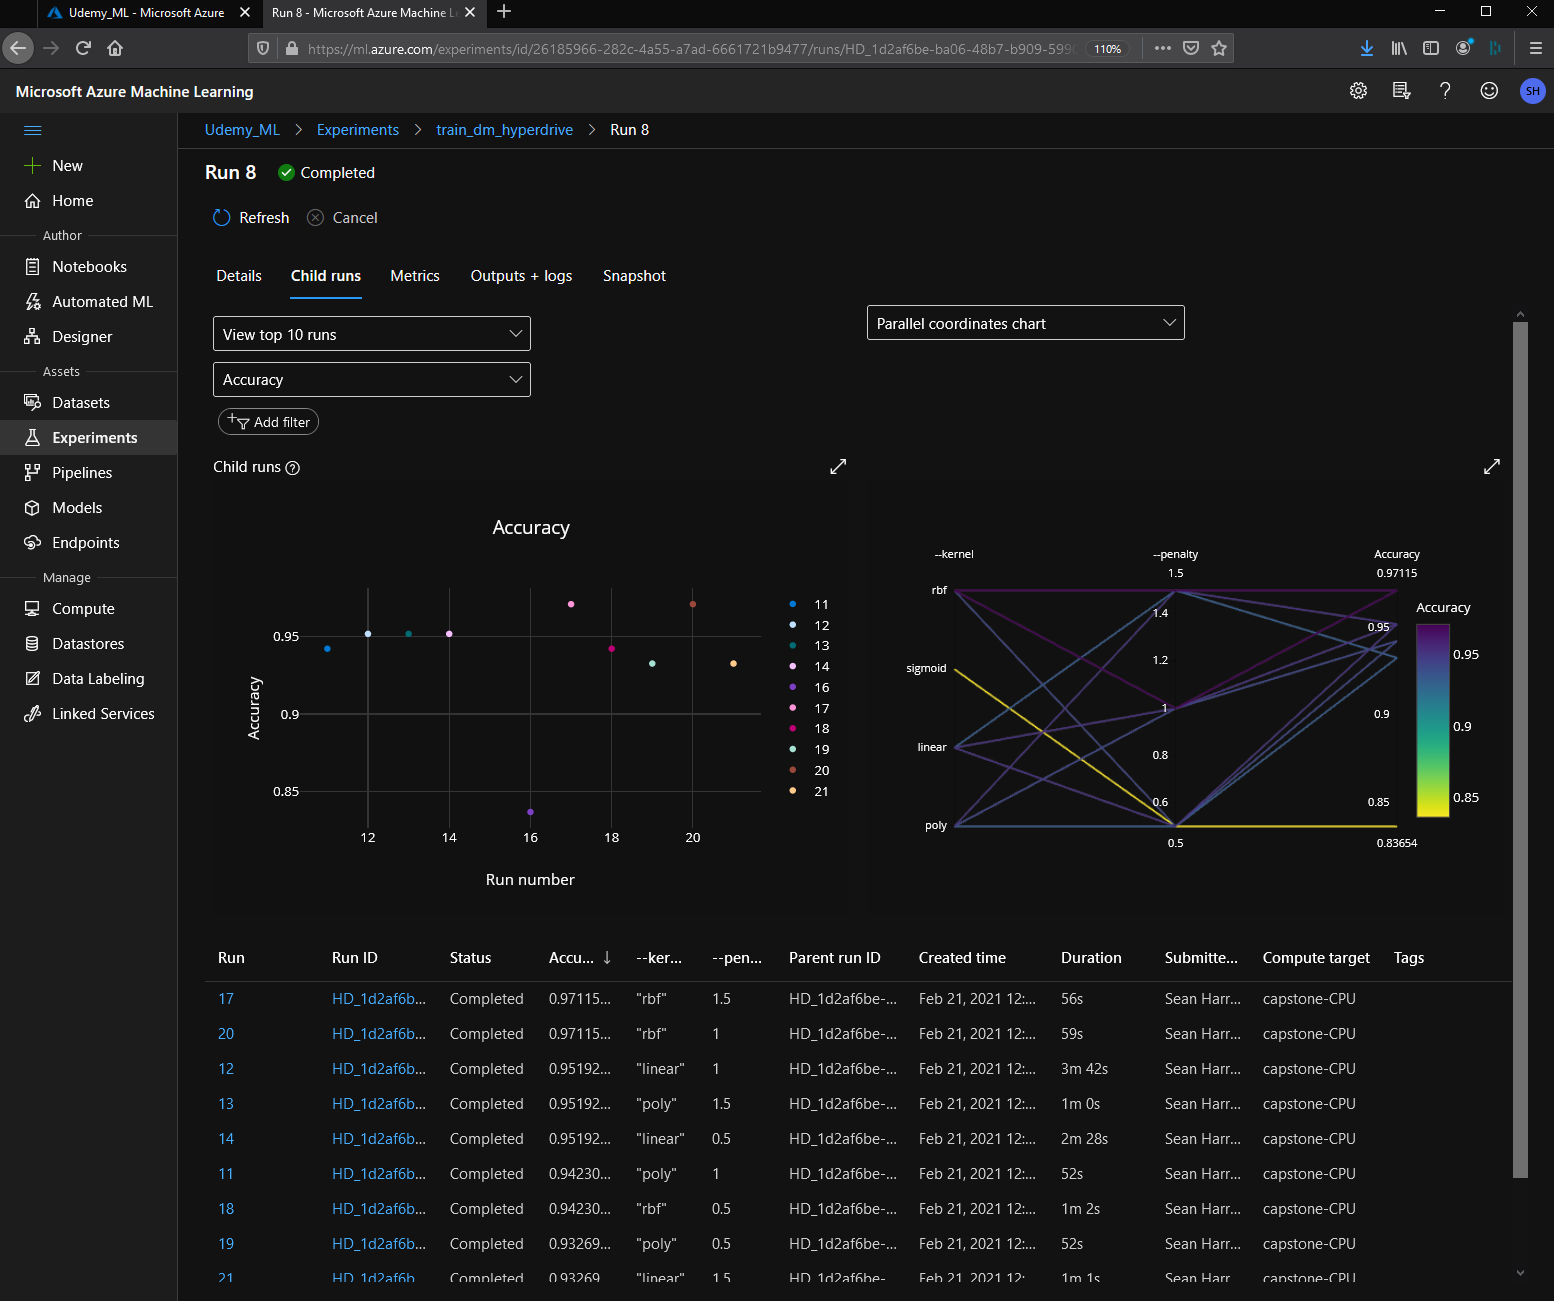 Udemy_ML - Microsoft Azure
Run 8 - Microsoft Azure Machine L
https://ml.azure.com/experiments/id/26185966-282c-4a55-a7ad-6661721b9477/runs/HD_1d2af6be-ba06-48b7-b909-599 110%
Microsoft Azure Machine Learning
SH
Udemy_ML > Experiments > train_dm_hyperdrive > Run 8
New
Home
Author
Notebooks
Automated ML
Designer
Assets
Datasets
Experiments
Pipelines
Models
Endpoints
Manage
Compute
Datastores
Data Labeling
Linked Services
Run 8 Completed
Refresh Cancel
Details Child runs Metrics Outputs + logs Snapshot
View top 10 runs
Parallel coordinates chart
Accuracy
Add filter
Child runs
Accuracy
Accuracy
0.95
0.9
0.85
12 14 16 18 20
Run number
11
12
13
14
16
17
18
19
20
21
--kernel --penalty Accuracy
1.5 0.97115
rbf
sigmoid
linear
poly
1.4
1.2
1
0.8
0.6
0.5
0.95
0.9
0.85
0.83654
Accuracy
0.95
0.9
0.85
Run Run ID Status Accu... --ker... --pen... Parent run ID Created time Duration Submitte... Compute target Tags
17 HD_1d2af6b... Completed 0.97115... "rbf" 1.5 HD_1d2af6be-... Feb 21, 2021 12:... 56s Sean Harr... capstone-CPU
20 HD_1d2af6b... Completed 0.97115... "rbf" 1 HD_1d2af6be-... Feb 21, 2021 12:... 59s Sean Harr... capstone-CPU
12 HD_1d2af6b... Completed 0.95192... "linear" 1 HD_1d2af6be-... Feb 21, 2021 12:... 3m 42s Sean Harr... capstone-CPU
13 HD_1d2af6b... Completed 0.95192... "poly" 1.5 HD_1d2af6be-... Feb 21, 2021 12:... 1m 0s Sean Harr... capstone-CPU
14 HD_1d2af6b... Completed 0.95192... "linear" 0.5 HD_1d2af6be-... Feb 21, 2021 12:... 2m 28s Sean Harr... capstone-CPU
11 HD_1d2af6b... Completed 0.94230... "poly" 1 HD_1d2af6be-... Feb 21, 2021 12:... 52s Sean Harr... capstone-CPU
18 HD_1d2af6b... Completed 0.94230... "rbf" 0.5 HD_1d2af6be-... Feb 21, 2021 12:... 1m 2s Sean Harr... capstone-CPU
19 HD_1d2af6b... Completed 0.93269... "poly" 0.5 HD_1d2af6be-... Feb 21, 2021 12:... 52s Sean Harr... capstone-CPU
21 HD_1d2af6b Completed 0.93269 "linear" 1.5 HD_1d2af6be- Feb 21, 2021 12: 1m 1s Sean Harr capstone-CPU